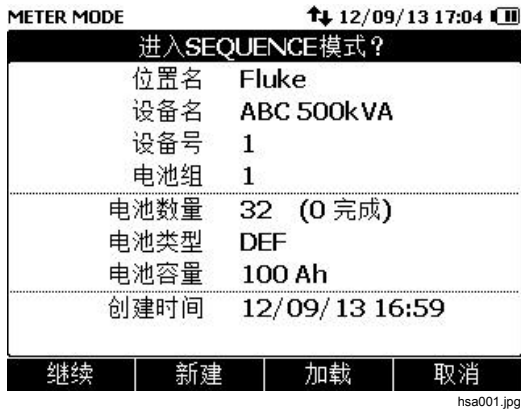 METER MODE 12/09/13 17:04
进入SEQUENCE模式？
位置名 Fluke
设备名 ABC 500kVA
设备号 1
电池组 1
电池数量 32 (0 完成)
电池类型 DEF
电池容量 100 Ah
创建时间 12/09/13 16:59
继续 新建 加载 取消
hsa001.jpg